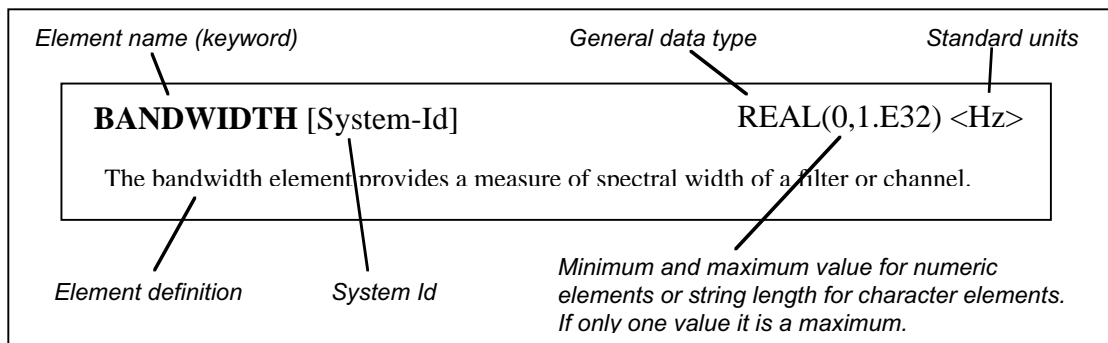 Element name (keyword)
General data type
Standard units
BANDWIDTH [System-Id]
REAL(0,1.E32) <Hz>
The bandwidth element provides a measure of spectral width of a filter or channel.
Element definition
System Id
Minimum and maximum value for numeric
elements or string length for character elements.
If only one value it is a maximum.